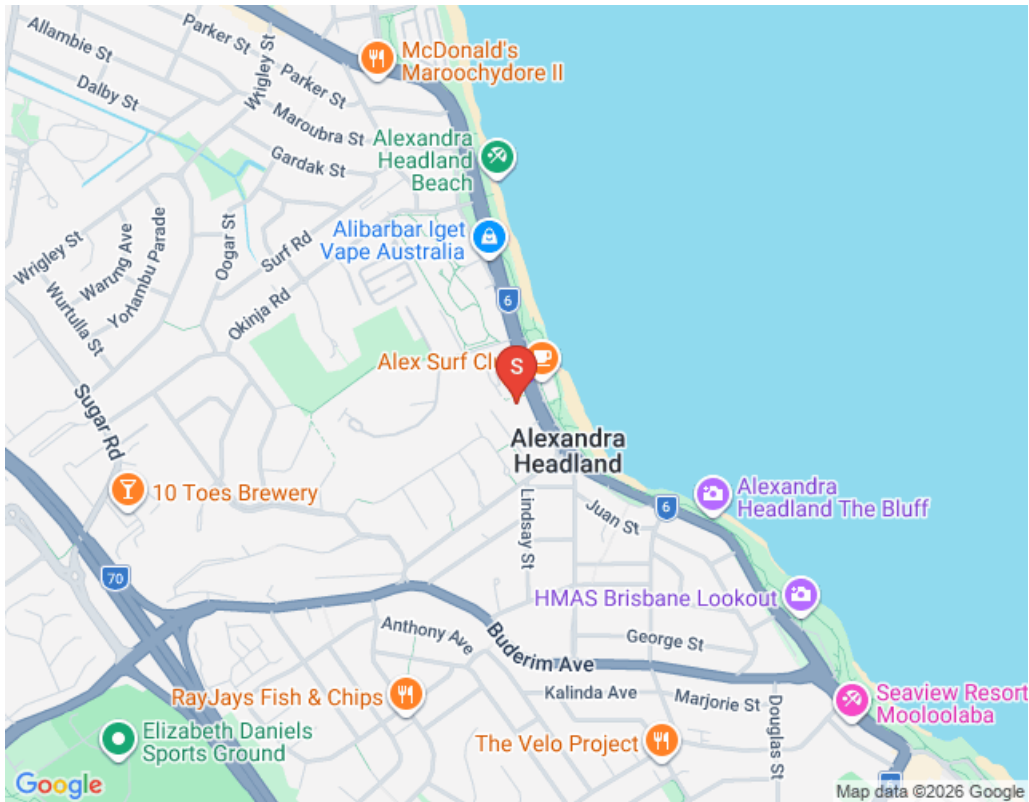 Allambie St
Parker St
Wrigley St
McDonald's
Maroochydore II
Dalby St
Parker St
Maroubra St
Gardak St
Alexandra
Headland
Beach
Alibarbar Iget
Vape Australia
Wrigley St
Warung Ave
Yorlambu Parade
Oogar St
Surf Rd
Wurtulla St
Okinja Rd
6
Alex Surf Clu
S
Sugar Rd
Alexandra
Headland
10 Toes Brewery
Lindsay St
Juan St
6
Alexandra
Headland The Bluff
70
HMAS Brisbane Lookout
Anthony Ave
Buderim Ave
George St
RayJays Fish & Chips
Kalinda Ave
Marjorie St
Douglas St
Seaview Resort
Mooloolaba
Elizabeth Daniels
Sports Ground
The Velo Project
6
Google
Map data ©2026 Google